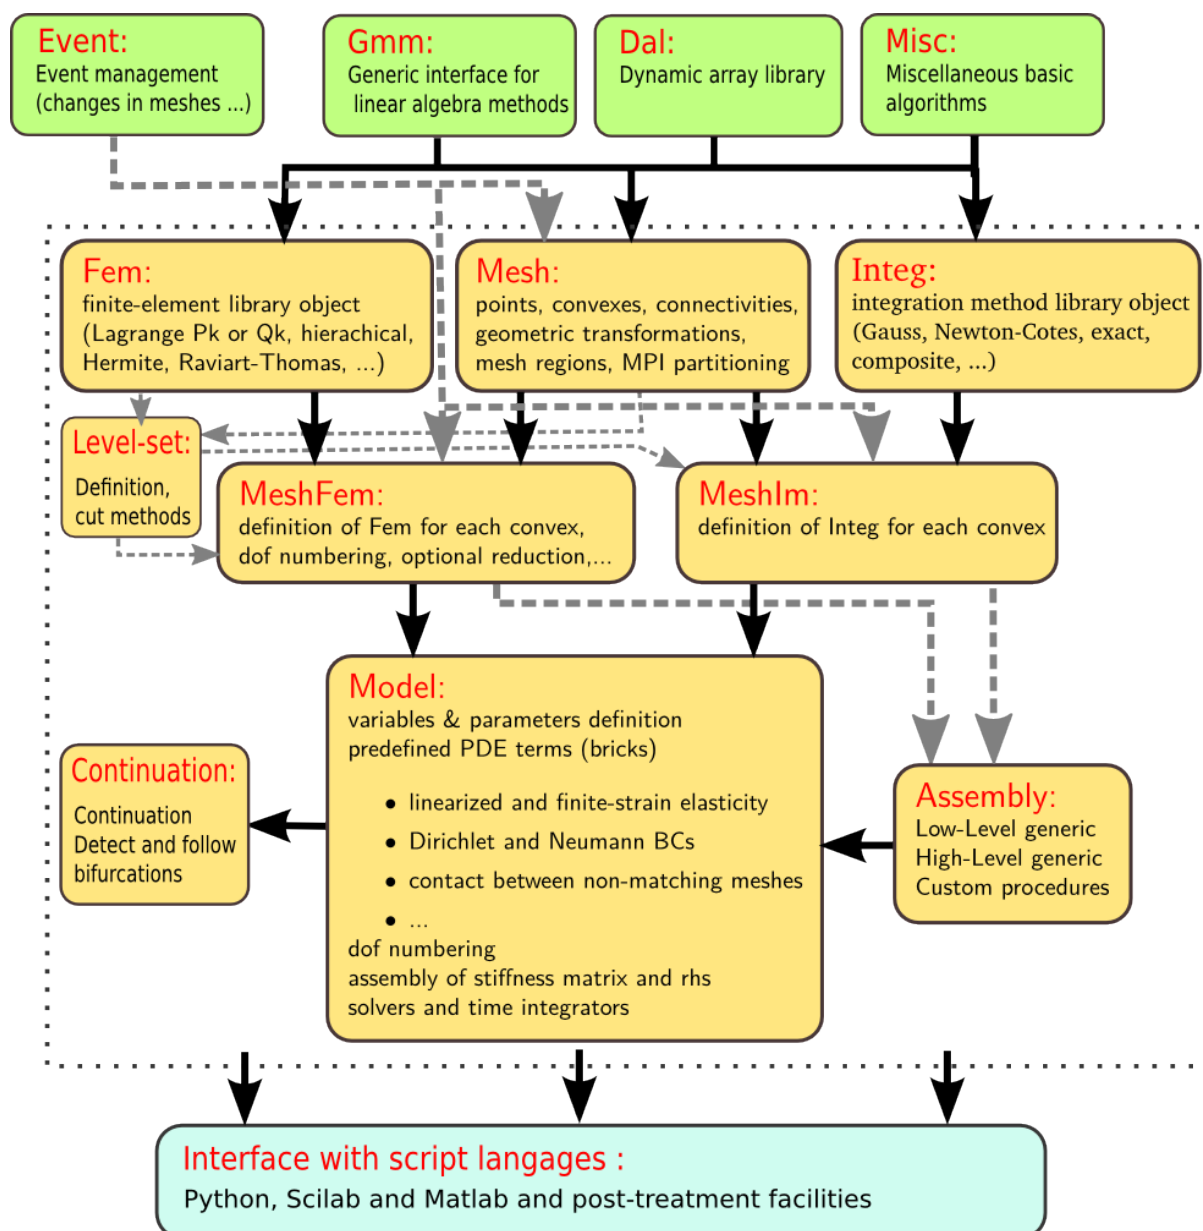 Event:
Event management
(changes in meshes ...)
Gmm:
Generic interface for
linear algebra methods
Dal:
Dynamic array library
Misc:
Miscellaneous basic
algorithms
Fem:
finite-element library object
(Lagrange Pk or Qk, hierachical,
Hermite, Raviart-Thomas, ...)
Mesh:
points, convexes, connectivities,
geometric transformations,
mesh regions, MPI partitioning
Integ:
integration method library object
(Gauss, Newton-Cotes, exact,
composite, ...)
Level-set:
Definition,
cut methods
MeshFem:
definition of Fem for each convex,
dof numbering, optional reduction,...
MeshIm:
definition of Integ for each convex
Model:
variables & parameters definition
predefined PDE terms (bricks)
• linearized and finite-strain elasticity
• Dirichlet and Neumann BCs
• contact between non-matching meshes
• ...
dof numbering
assembly of stiffness matrix and rhs
solvers and time integrators
Continuation:
Continuation
Detect and follow
bifurcations
Assembly:
Low-Level generic
High-Level generic
Custom procedures
Interface with script langages :
Python, Scilab and Matlab and post-treatment facilities